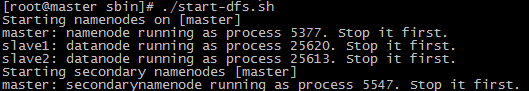 [root@master sbin]# ./start-dfs.sh
Starting namenodes on [master]
master: namenode running as process 5377. Stop it first.
slave1: datanode running as process 25620. Stop it first.
slave2: datanode running as process 25613. Stop it first.
Starting secondary namenodes [master]
master: secondarynamenode running as process 5547. Stop it first.